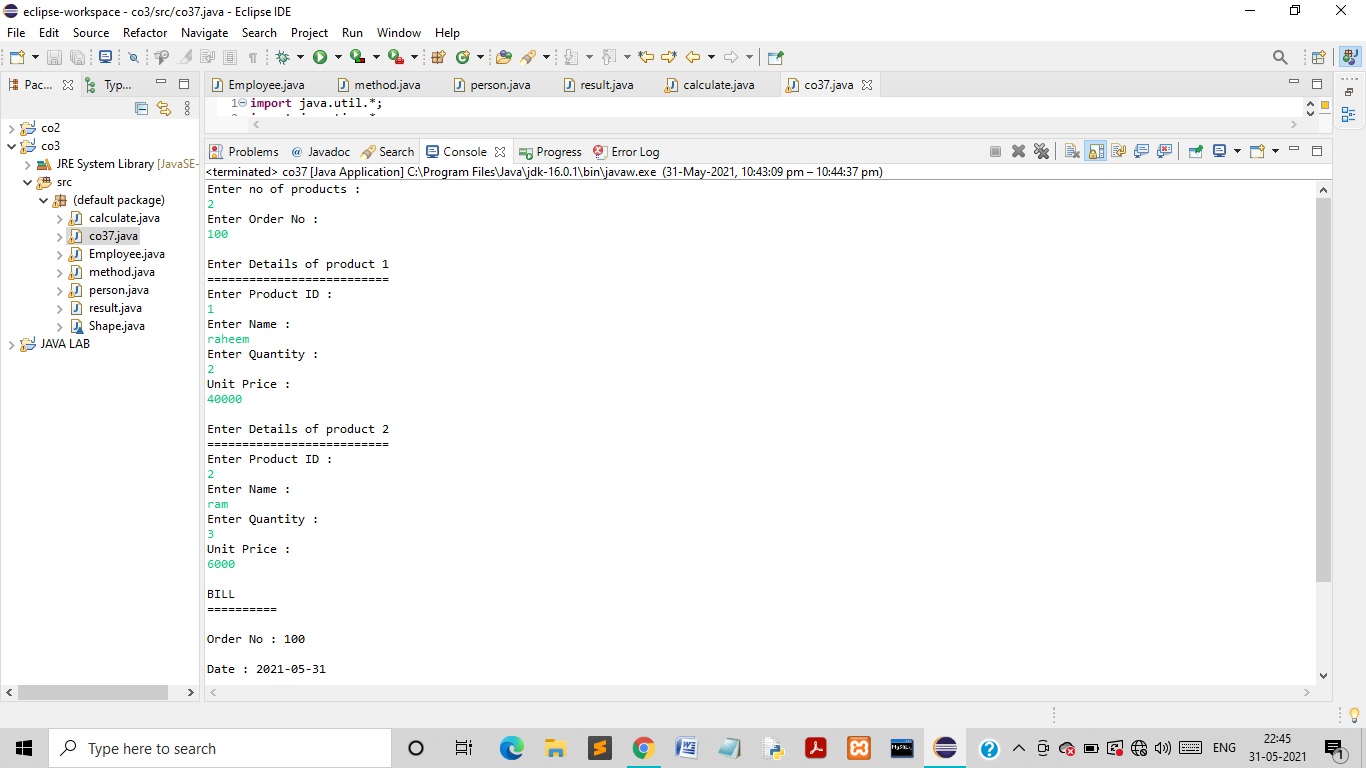 eclipse-workspace - co3/src/co37.java - Eclipse IDE
File Edit Source Refactor Navigate Search Project Run Window Help
Pac... Typ...
co2
co3
JRE System Library [JavaSE-
src
(default package)
calculate.java
co37.java
Employee.java
method.java
person.java
result.java
Shape.java
JAVA LAB
Employee.java method.java person.java result.java calculate.java co37.java
1 import java.util.*;
Problems @ Javadoc Search Console Progress Error Log
<terminated> co37 [Java Application] C:\Program Files\Java\jdk-16.0.1\bin\javaw.exe (31-May-2021, 10:43:09 pm – 10:44:37 pm)
Enter no of products :
2
Enter Order No :
100
Enter Details of product 1
==========================
Enter Product ID :
1
Enter Name :
raheem
Enter Quantity :
2
Unit Price :
40000
Enter Details of product 2
==========================
Enter Product ID :
2
Enter Name :
ram
Enter Quantity :
3
Unit Price :
6000
BILL
==========
Order No : 100
Date : 2021-05-31
Type here to search
ENG
22:45
31-05-2021
1